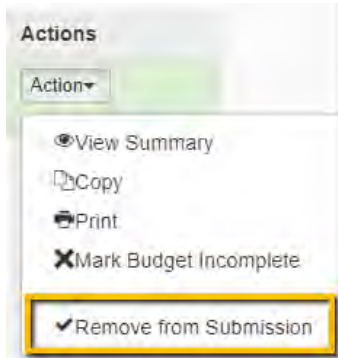 Actions
Action
View Summary
Copy
Print
Mark Budget Incomplete
Remove from Submission